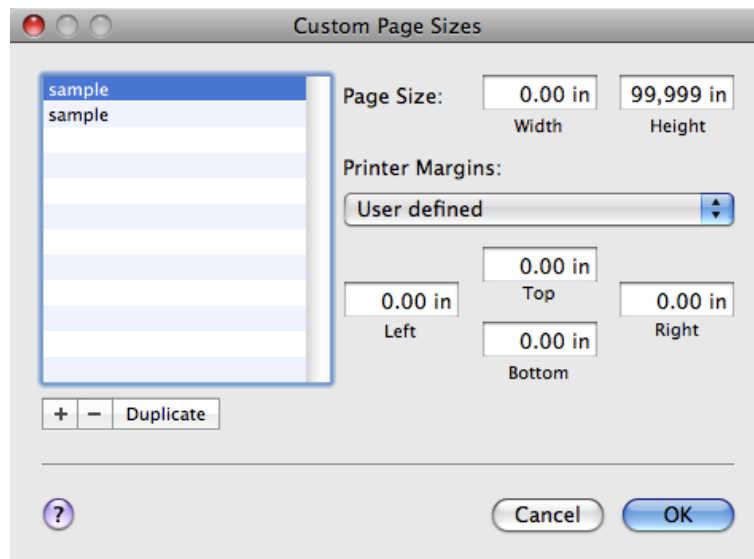 Custom Page Sizes
sample
sample
Page Size:
0.00 in
99,999 in
Width
Height
Printer Margins:
User defined
0.00 in
Top
0.00 in
Left
0.00 in
Right
0.00 in
Bottom
+ − Duplicate
?
Cancel
OK